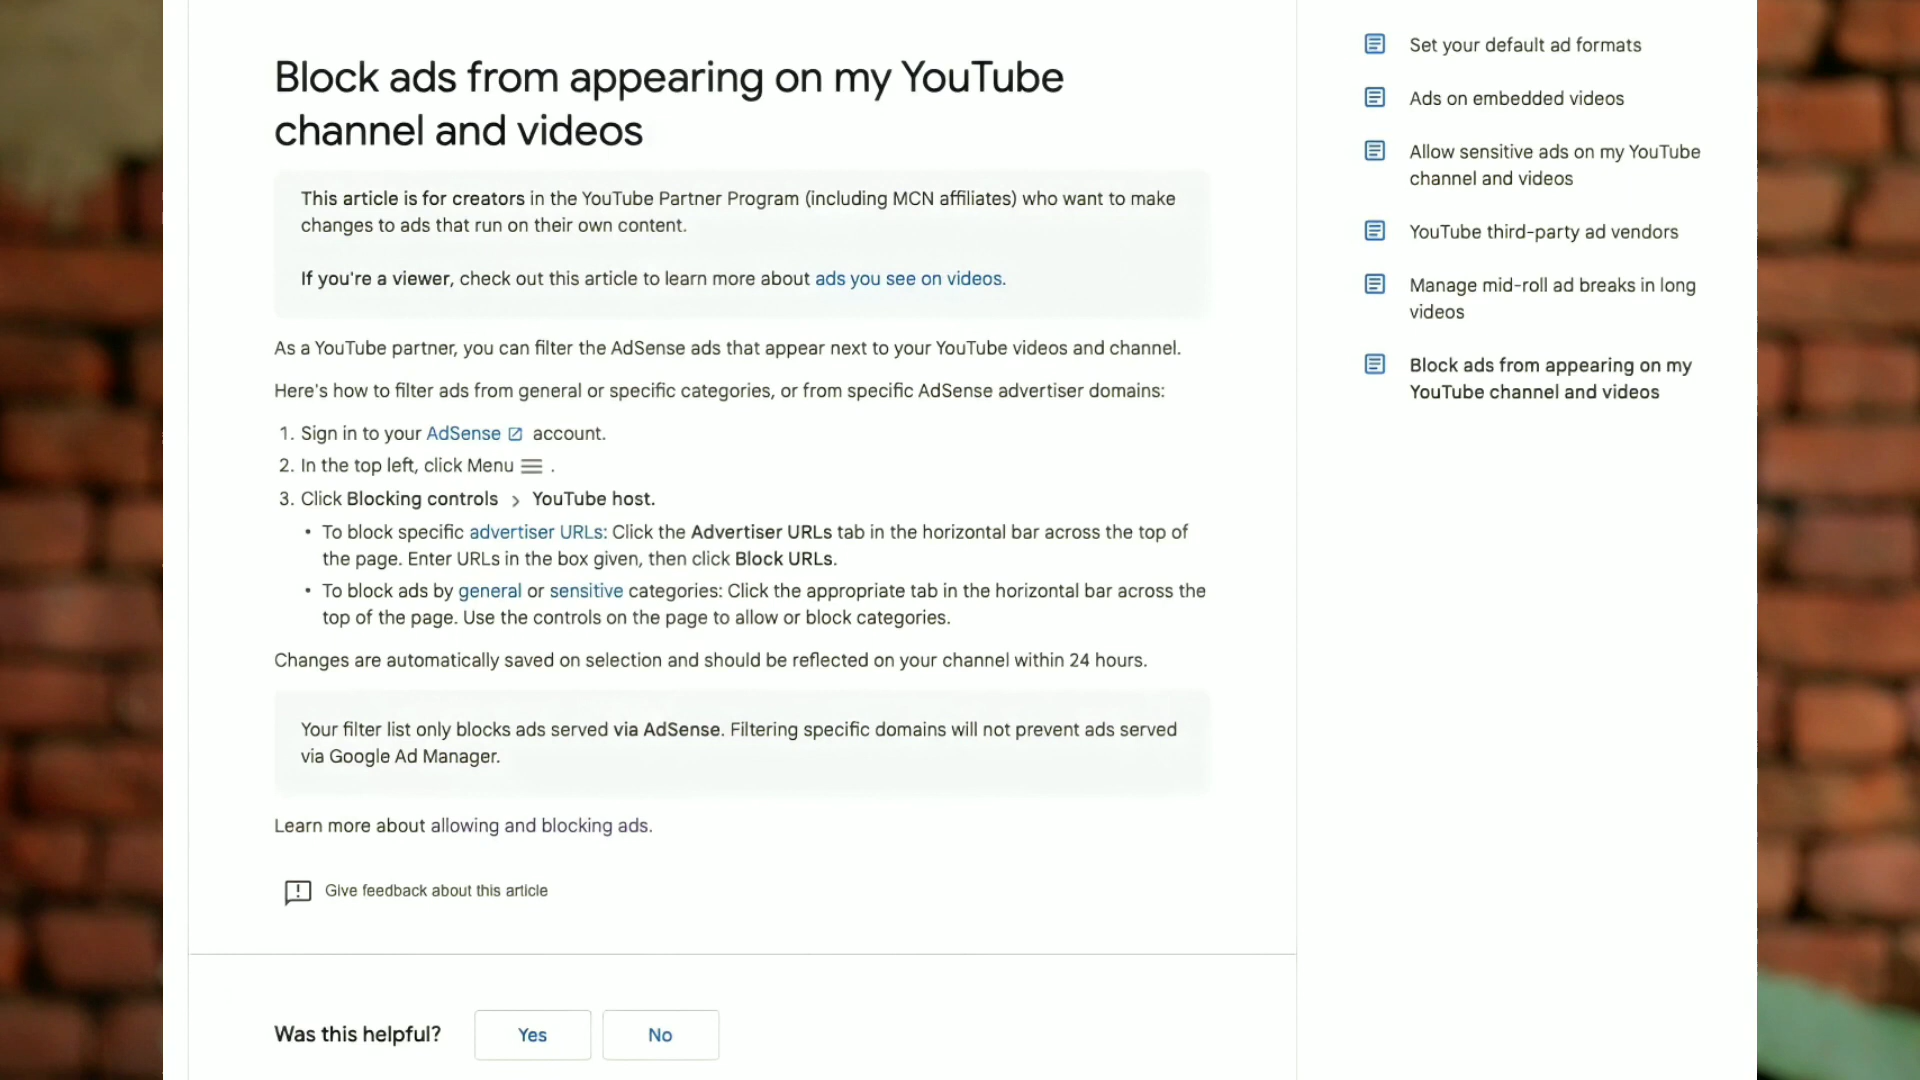 Block ads from appearing on my YouTube
channel and videos
This article is for creators in the YouTube Partner Program (including MCN affiliates) who want to make
changes to ads that run on their own content.
If you're a viewer, check out this article to learn more about ads you see on videos.
As a YouTube partner, you can filter the AdSense ads that appear next to your YouTube videos and channel.
Here's how to filter ads from general or specific categories, or from specific AdSense advertiser domains:
1. Sign in to your AdSense account.
2. In the top left, click Menu .
3. Click Blocking controls > YouTube host.
• To block specific advertiser URLs: Click the Advertiser URLs tab in the horizontal bar across the top of
the page. Enter URLs in the box given, then click Block URLs.
• To block ads by general or sensitive categories: Click the appropriate tab in the horizontal bar across the
top of the page. Use the controls on the page to allow or block categories.
Changes are automatically saved on selection and should be reflected on your channel within 24 hours.
Your filter list only blocks ads served via AdSense. Filtering specific domains will not prevent ads served
via Google Ad Manager.
Learn more about allowing and blocking ads.
Give feedback about this article
Was this helpful?
Yes
No
Set your default ad formats
Ads on embedded videos
Allow sensitive ads on my YouTube
channel and videos
YouTube third-party ad vendors
Manage mid-roll ad breaks in long
videos
Block ads from appearing on my
YouTube channel and videos